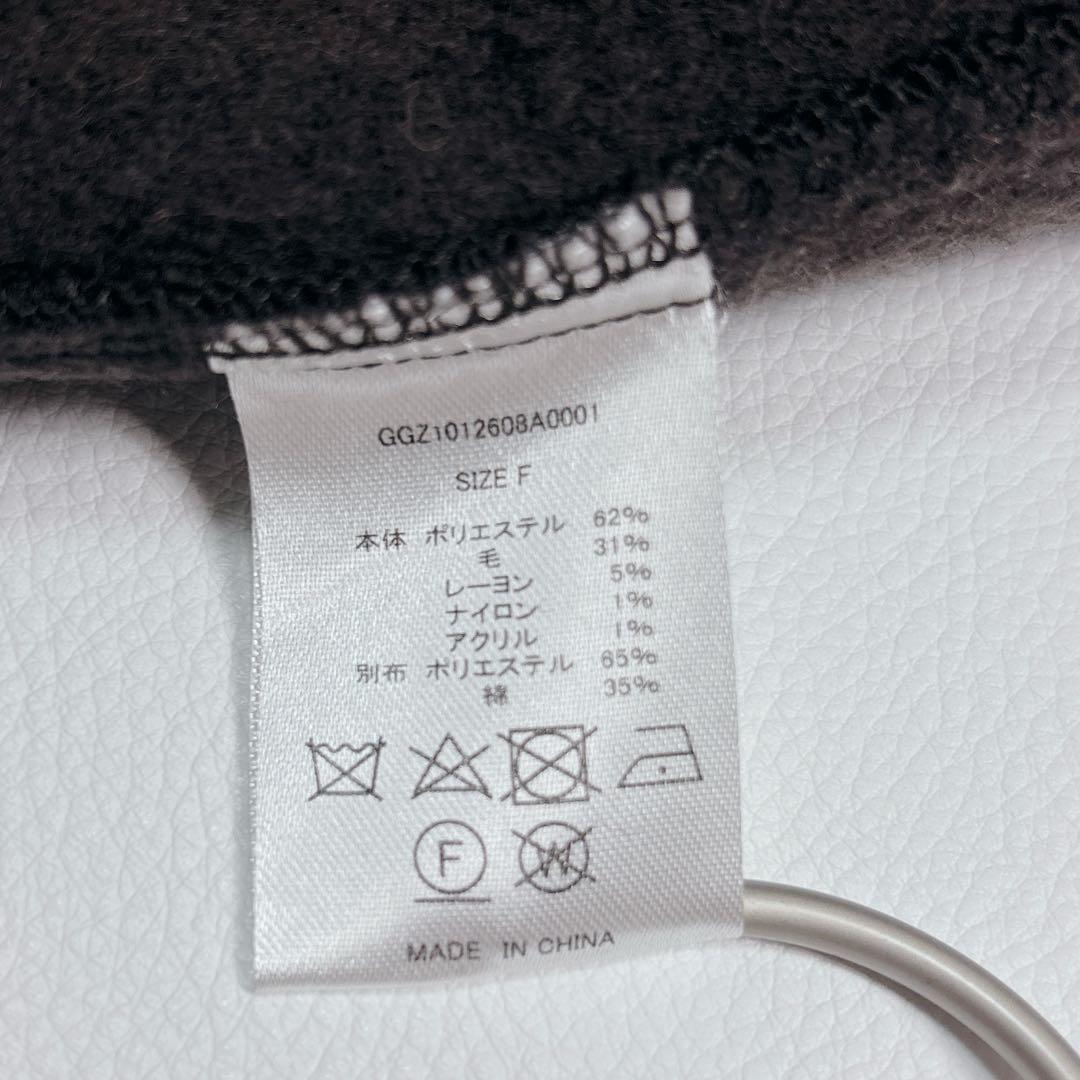 GGZ1012608A0001
SIZE F
本体 ポリエステル 62%
毛 31%
レーヨン 5%
ナイロン 1%
アクリル 1%
別布 ポリエステル 65%
綿 35%
F W
MADE IN CHINA